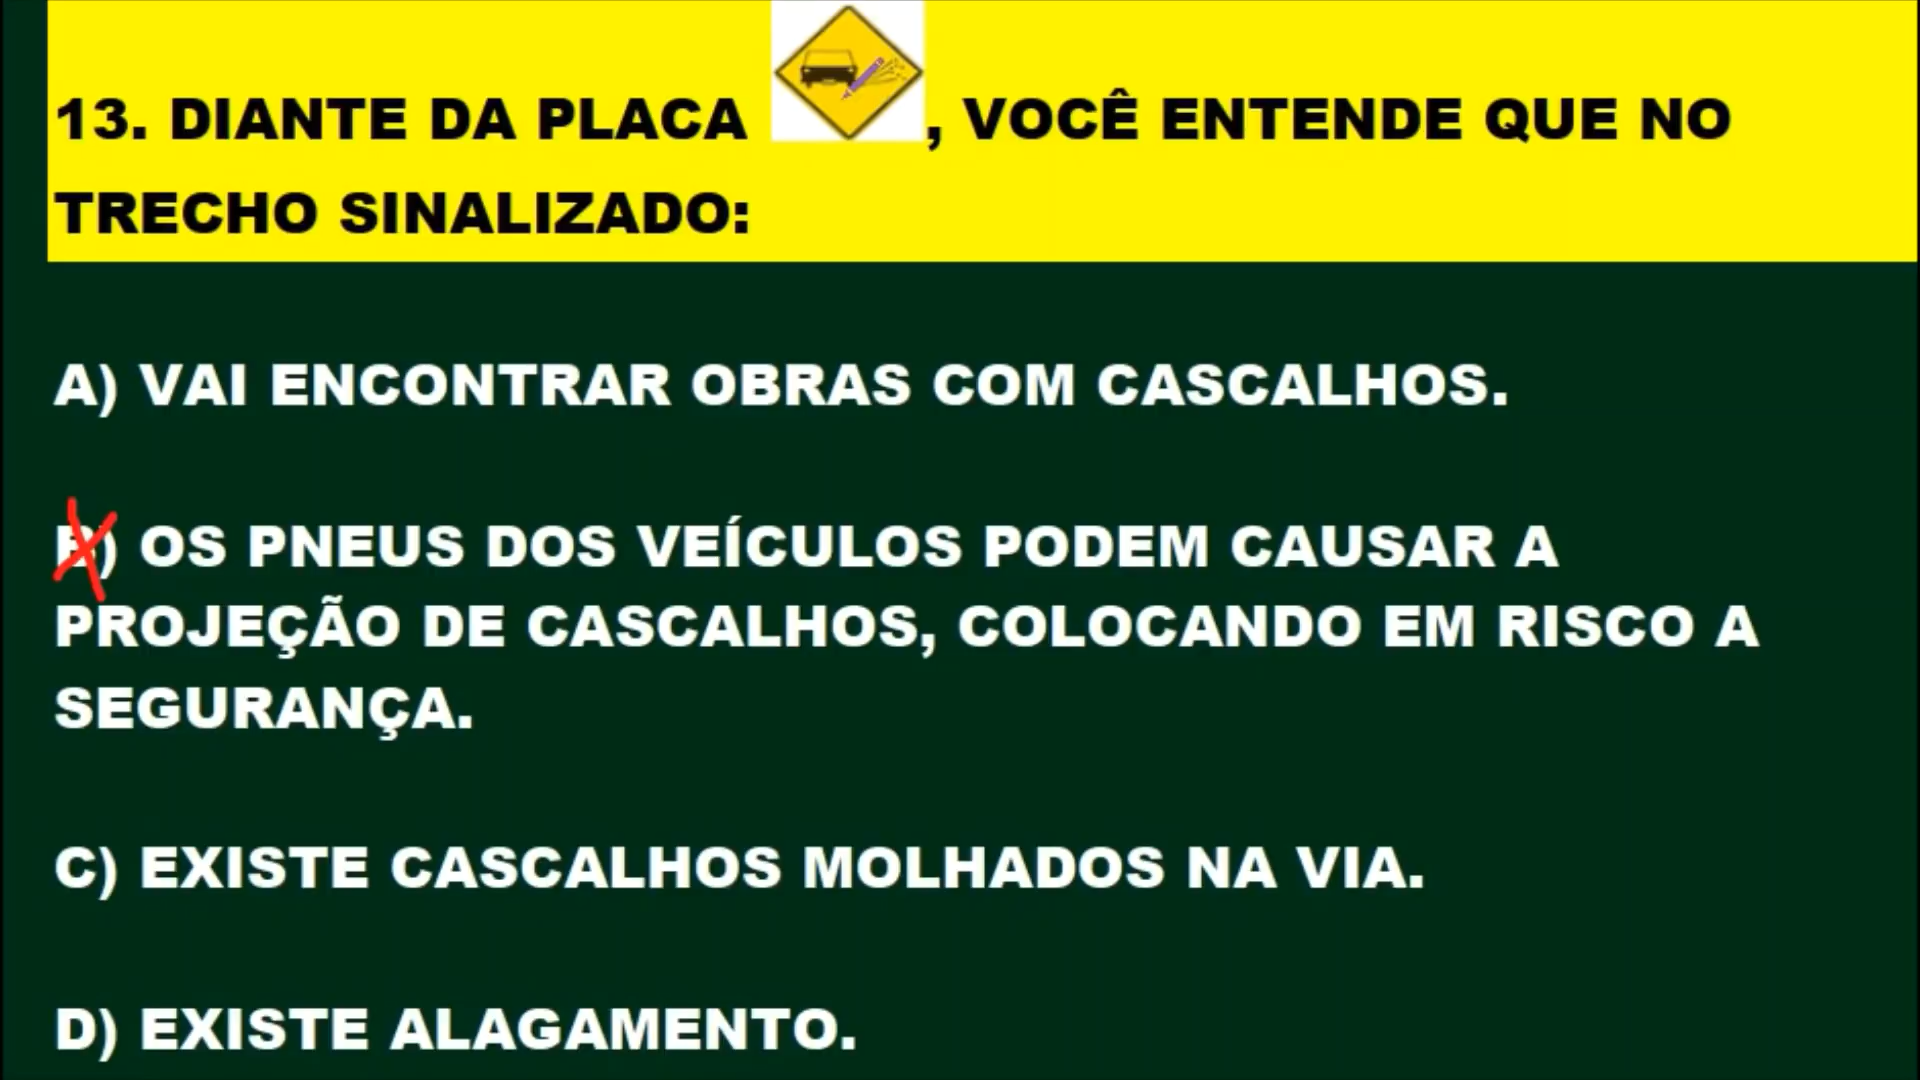 13. DIANTE DA PLACA , VOCÊ ENTENDE QUE NO
TRECHO SINALIZADO:
A) VAI ENCONTRAR OBRAS COM CASCALHOS.
B) OS PNEUS DOS VEÍCULOS PODEM CAUSAR A
PROJEÇÃO DE CASCALHOS, COLOCANDO EM RISCO A
SEGURANÇA.
C) EXISTE CASCALHOS MOLHADOS NA VIA.
D) EXISTE ALAGAMENTO.